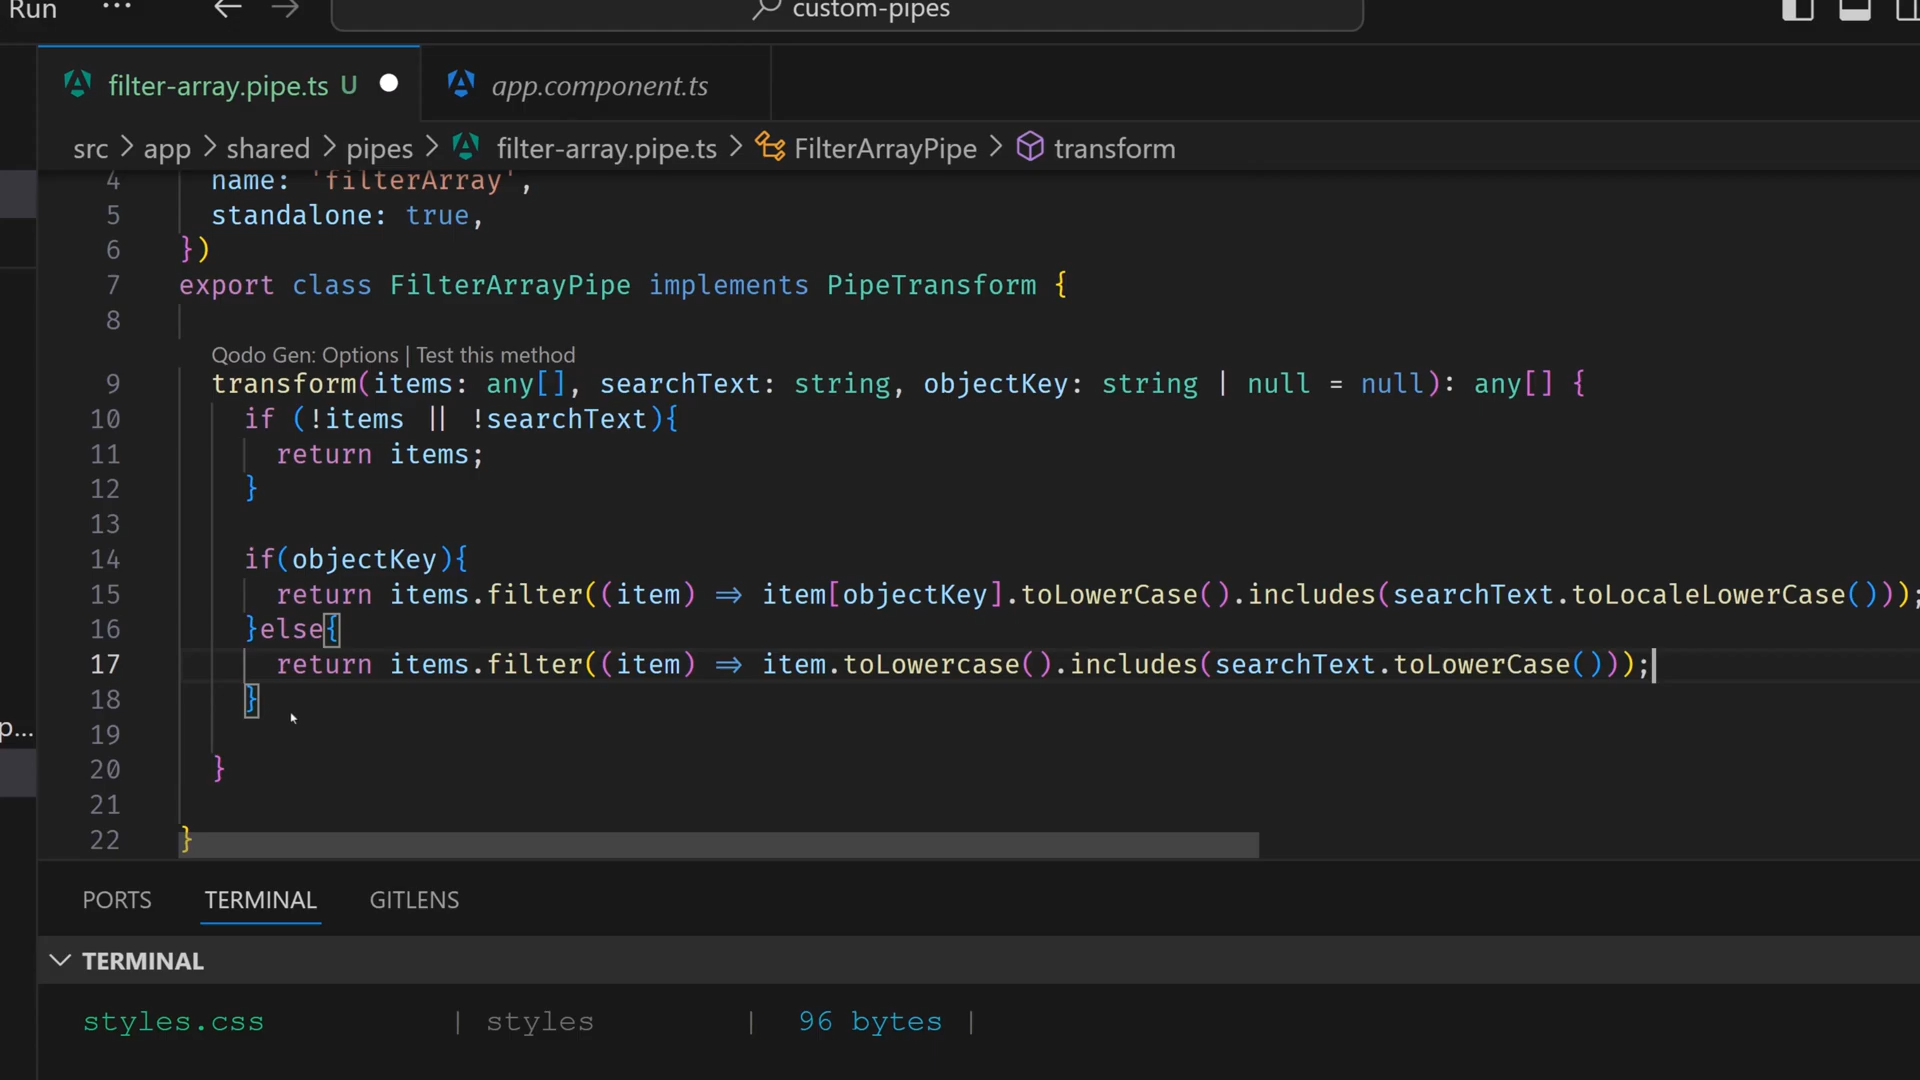 Run ··· custom-pipes
filter-array.pipe.ts U app.component.ts
src > app > shared > pipes > filter-array.pipe.ts > FilterArrayPipe > transform
4 name: 'filterArray',
5 standalone: true,
6 })
7 export class FilterArrayPipe implements PipeTransform {
8
Qodo Gen: Options | Test this method
9 transform(items: any[], searchText: string, objectKey: string | null = null): any[] {
10 if (!items || !searchText){
11 return items;
12 }
13
14 if(objectKey){
15 return items.filter((item) => item[objectKey].toLowerCase().includes(searchText.toLocaleLowerCase()));
16 }else{
17 return items.filter((item) => item.toLowercase().includes(searchText.toLowerCase()));
18 }
19
20 }
21
22 }
p...
PORTS TERMINAL GITLENS
TERMINAL
styles.css | styles | 96 bytes |